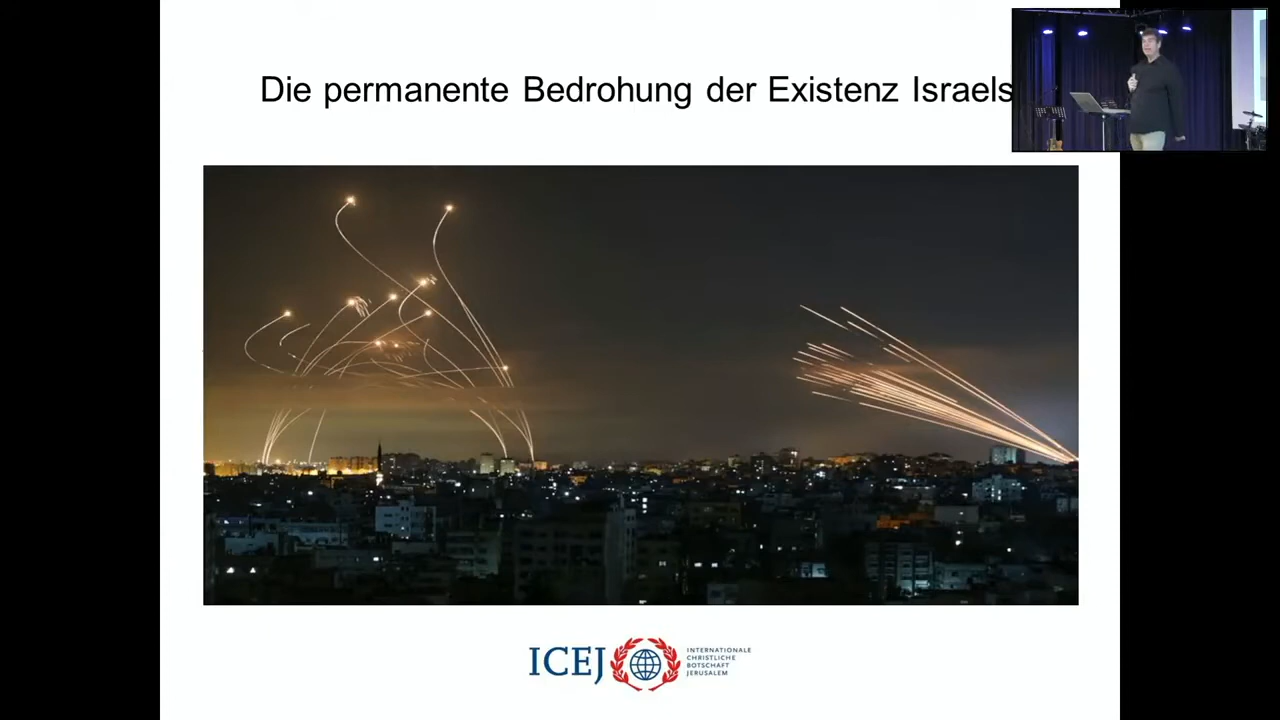 Die permanente Bedrohung der Existenz Israels
ICEJ
INTERNATIONALE
CHRISTLICHE
BOTSCHAFT
JERUSALEM